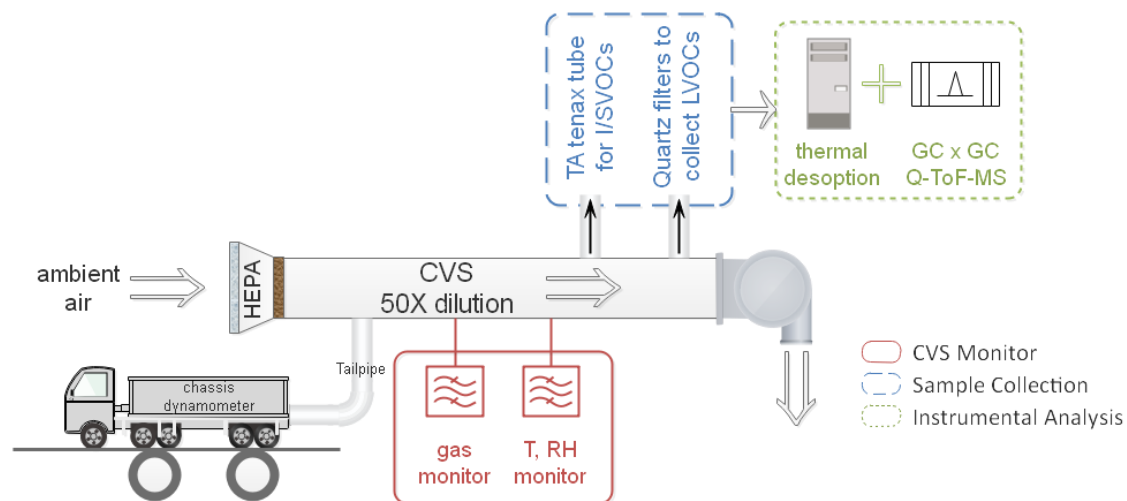 TA tenax tube
for I/SVOCs
Quartz filters to
collect LVOCs
thermal
desoption
GC x GC
Q-ToF-MS
ambient
air
HEPA
CVS
50X dilution
Tailpipe
chassis
dynamometer
gas
monitor
T, RH
monitor
CVS Monitor
Sample Collection
Instrumental Analysis